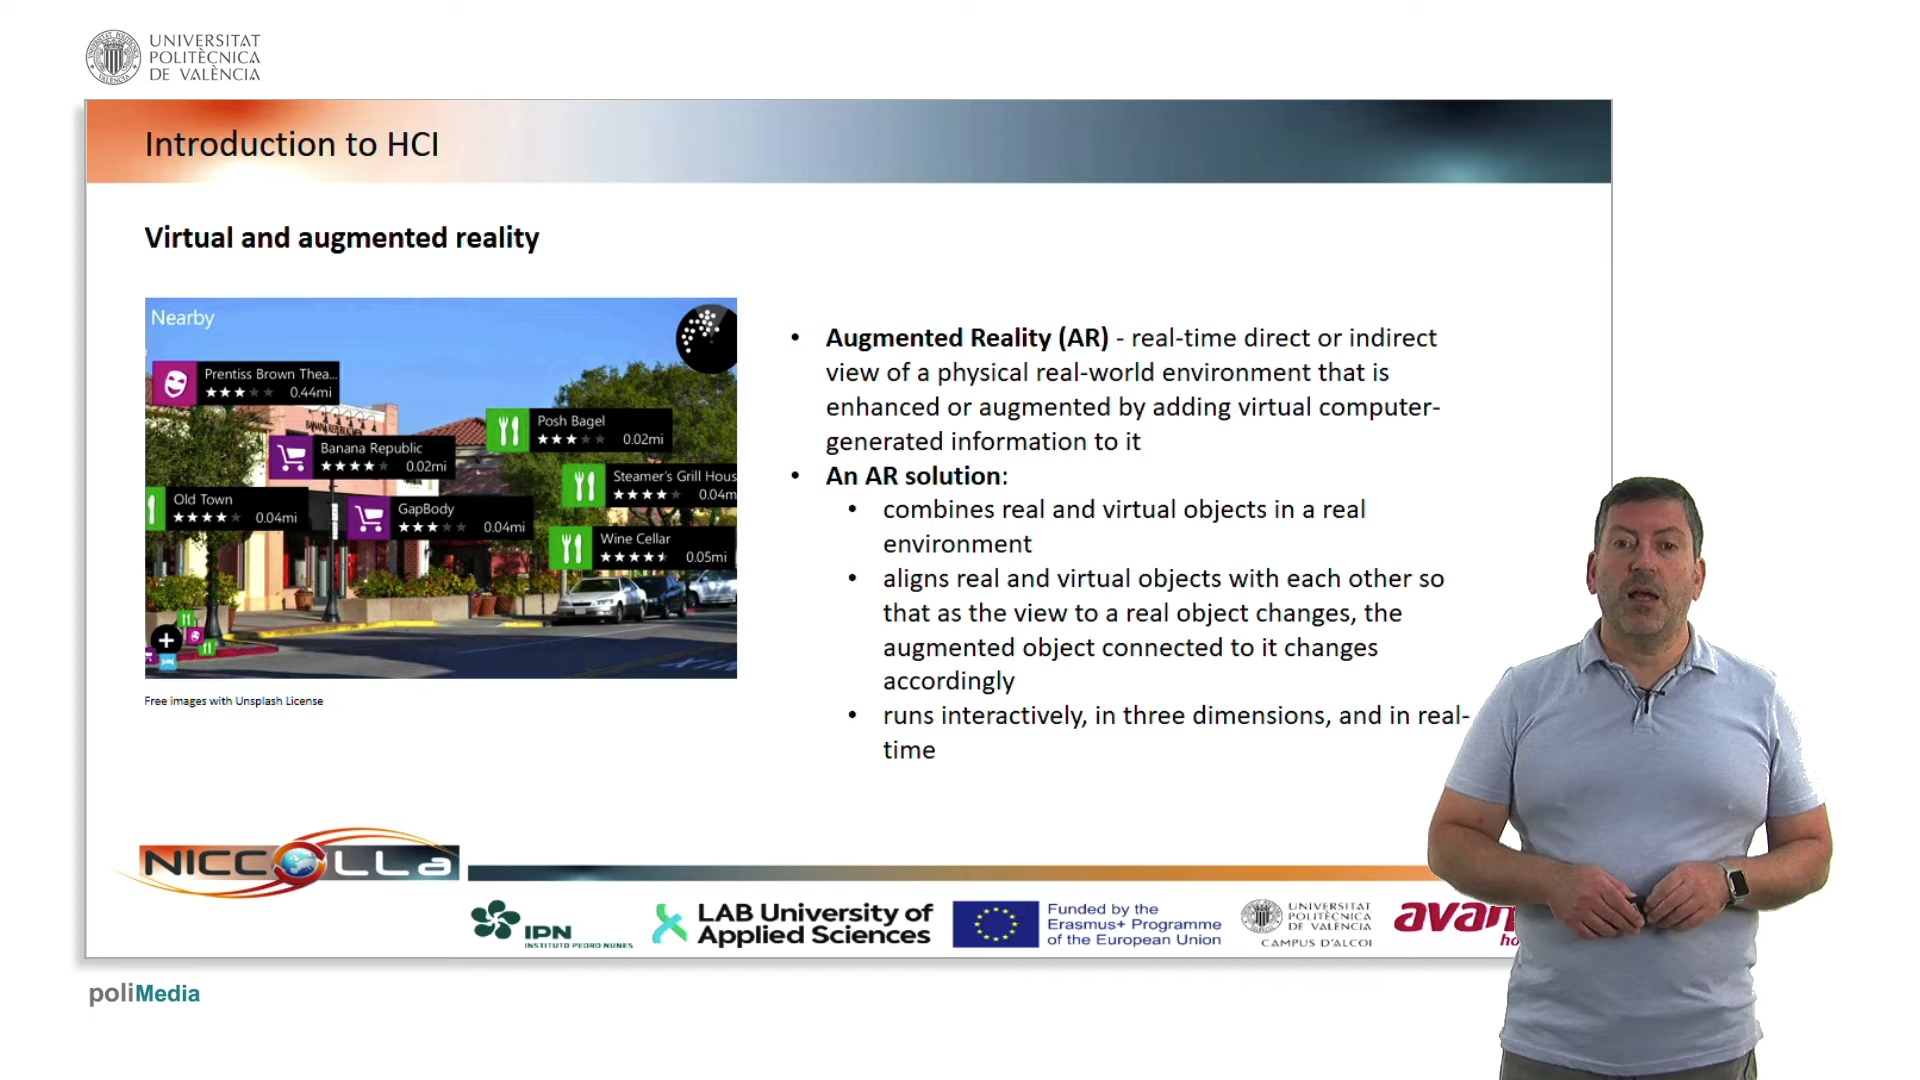 UNIVERSITAT
POLITÈCNICA
DE VALÈNCIA
Introduction to HCI
Virtual and augmented reality
Nearby
Prentiss Brown Thea...
0.44mi
BANANA REPUBLIC
Posh Bagel
0.02mi
Banana Republic
0.02mi
Steamer's Grill Hous
0.04m
Old Town
0.04mi
GapBody
0.04mi
Wine Cellar
0.05mi
Free images with Unsplash License
• Augmented Reality (AR) - real-time direct or indirect
view of a physical real-world environment that is
enhanced or augmented by adding virtual computer-
generated information to it
• An AR solution:
• combines real and virtual objects in a real
environment
• aligns real and virtual objects with each other so
that as the view to a real object changes, the
augmented object connected to it changes
accordingly
• runs interactively, in three dimensions, and in real-
time
NICCOLLa
IPN
INSTITUTO PEDRO NUNES
LAB University of
Applied Sciences
Funded by the
Erasmus+ Programme
of the European Union
UNIVERSITAT
POLITÈCNICA
DE VALÈNCIA
CAMPUS D'ALCOI
avan
ho
poliMedia